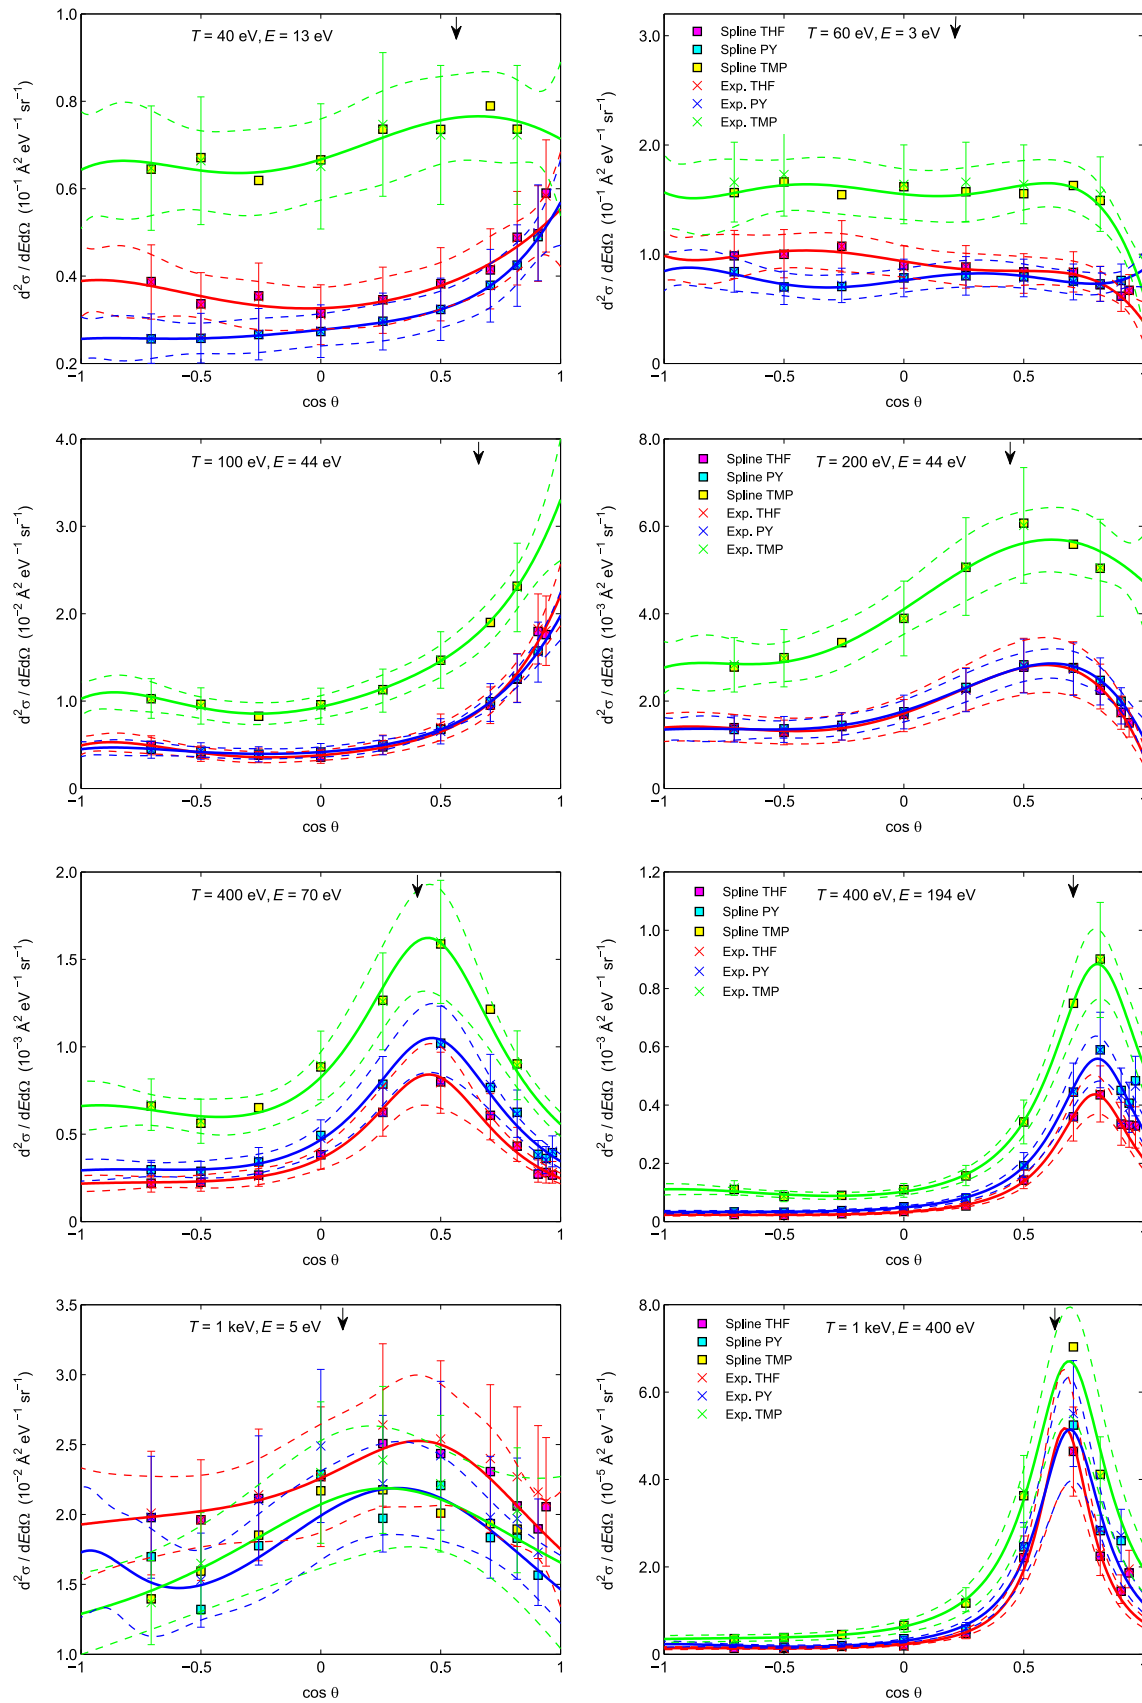 T = 40 eV, E = 13 eV
1.0
0.8
0.6
0.4
0.2
d²σ / dEdΩ (10⁻¹ Å² eV⁻¹ sr⁻¹)
−1 −0.5 0 0.5 1
cos θ
T = 60 eV, E = 3 eV
Spline THF
Spline PY
Spline TMP
Exp. THF
Exp. PY
Exp. TMP
3.0
2.0
1.0
0
d²σ / dEdΩ (10⁻¹ Å² eV⁻¹ sr⁻¹)
−1 −0.5 0 0.5 1
cos θ
T = 100 eV, E = 44 eV
4.0
3.0
2.0
1.0
0
d²σ / dEdΩ (10⁻² Å² eV⁻¹ sr⁻¹)
−1 −0.5 0 0.5 1
cos θ
T = 200 eV, E = 44 eV
Spline THF
Spline PY
Spline TMP
Exp. THF
Exp. PY
Exp. TMP
8.0
6.0
4.0
2.0
0
d²σ / dEdΩ (10⁻³ Å² eV⁻¹ sr⁻¹)
−1 −0.5 0 0.5 1
cos θ
T = 400 eV, E = 70 eV
2.0
1.5
1.0
0.5
0
d²σ / dEdΩ (10⁻³ Å² eV⁻¹ sr⁻¹)
−1 −0.5 0 0.5 1
cos θ
T = 400 eV, E = 194 eV
Spline THF
Spline PY
Spline TMP
Exp. THF
Exp. PY
Exp. TMP
1.2
1.0
0.8
0.6
0.4
0.2
0
d²σ / dEdΩ (10⁻³ Å² eV⁻¹ sr⁻¹)
−1 −0.5 0 0.5 1
cos θ
T = 1 keV, E = 5 eV
3.5
3.0
2.5
2.0
1.5
1.0
d²σ / dEdΩ (10⁻² Å² eV⁻¹ sr⁻¹)
−1 −0.5 0 0.5 1
cos θ
T = 1 keV, E = 400 eV
Spline THF
Spline PY
Spline TMP
Exp. THF
Exp. PY
Exp. TMP
8.0
6.0
4.0
2.0
0
d²σ / dEdΩ (10⁻⁵ Å² eV⁻¹ sr⁻¹)
−1 −0.5 0 0.5 1
cos θ